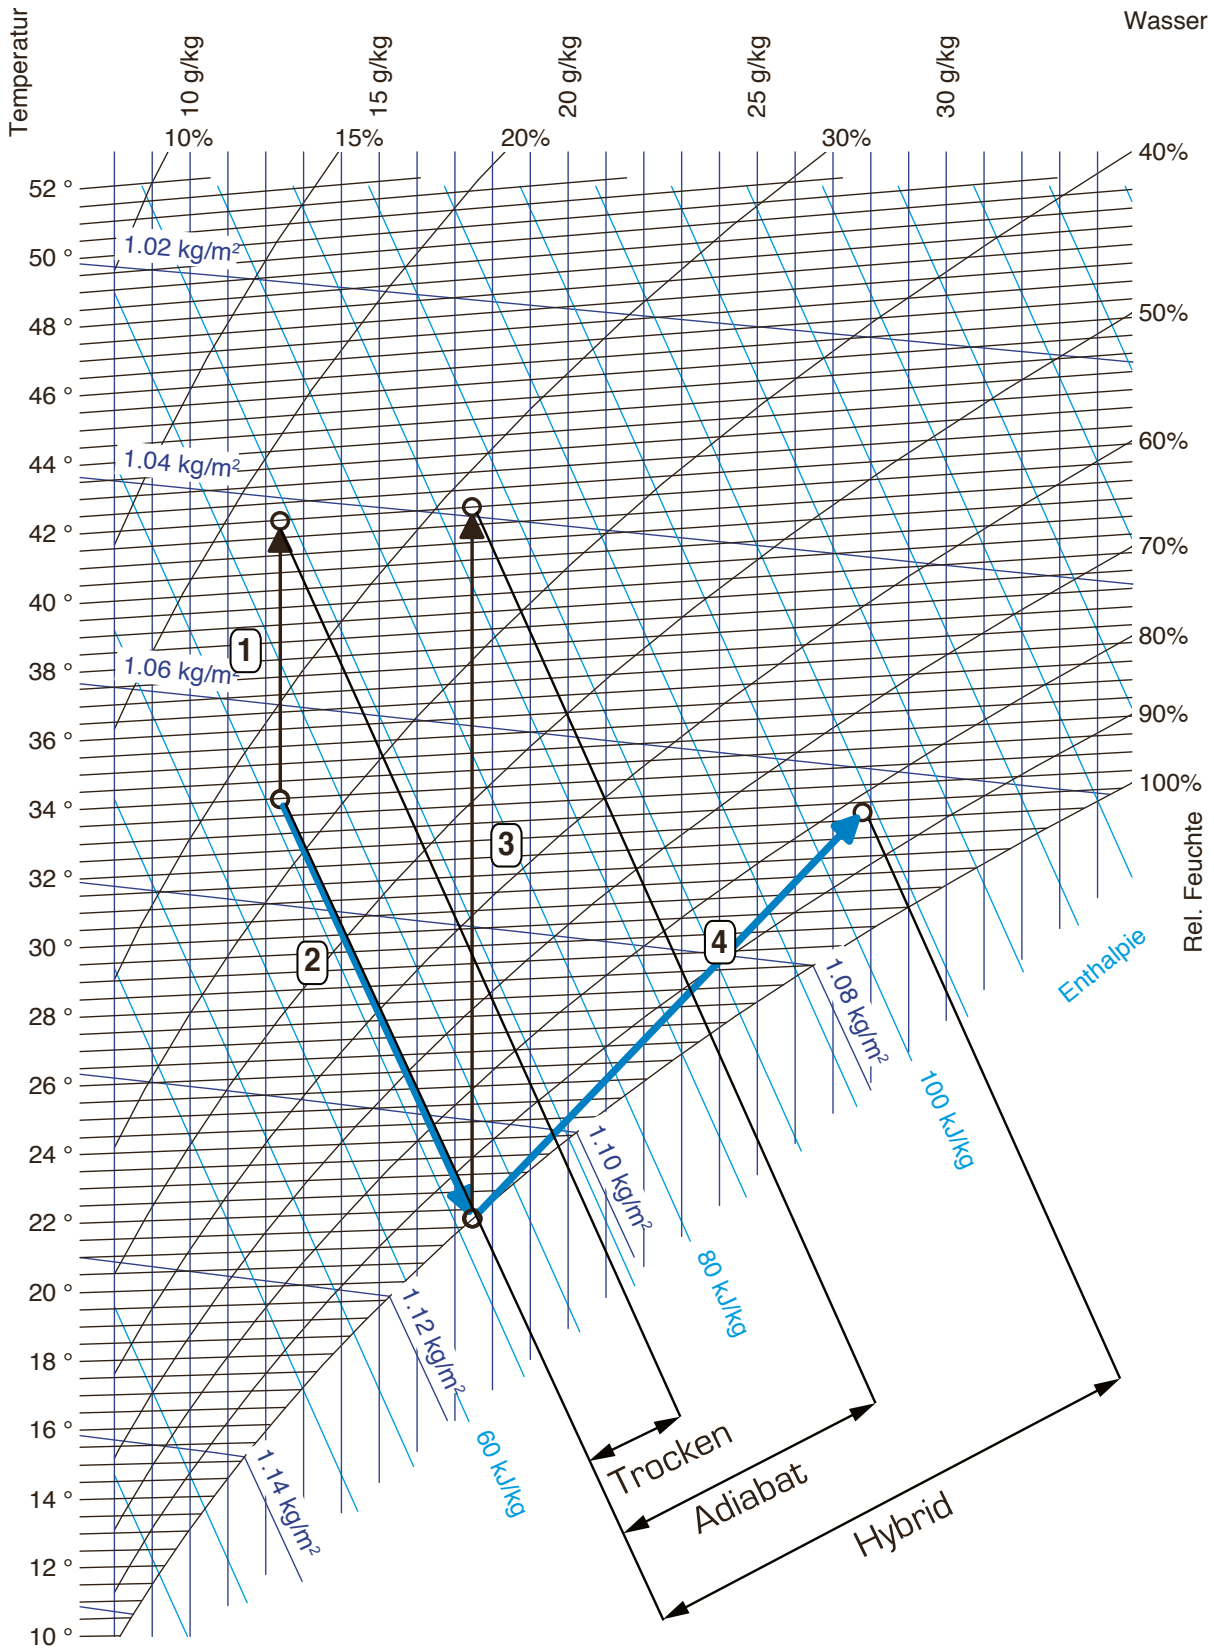 Temperatur
Wasser
10 g/kg
15 g/kg
20 g/kg
25 g/kg
30 g/kg
10%
15%
20%
30%
40%
50%
60%
70%
80%
90%
100%
52 °
50 °
48 °
46 °
44 °
42 °
40 °
38 °
36 °
34 °
32 °
30 °
28 °
26 °
24 °
22 °
20 °
18 °
16 °
14 °
12 °
10 °
1.02 kg/m²
1.04 kg/m²
1.06 kg/m²
1
2
3
4
Rel. Feuchte
Enthalpie
1.08 kg/m²
100 kJ/kg
1.10 kg/m²
80 kJ/kg
1.12 kg/m²
60 kJ/kg
1.14 kg/m²
Trocken
Adiabat
Hybrid